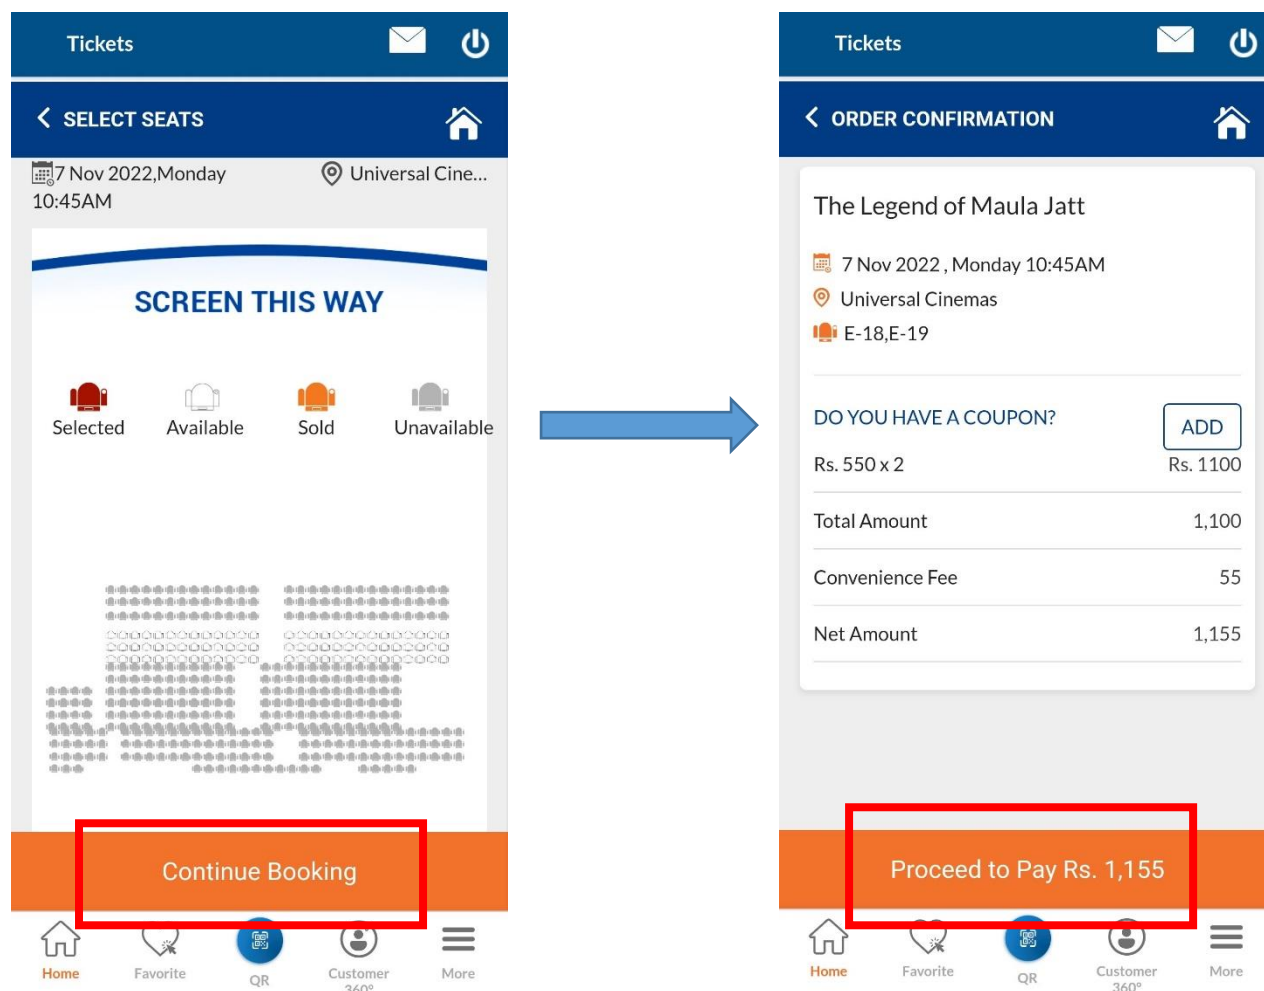 Tickets
SELECT SEATS
7 Nov 2022,Monday
10:45AM
Universal Cine...
SCREEN THIS WAY
Selected
Available
Sold
Unavailable
Continue Booking
Home
Favorite
QR
Customer
360°
More
Tickets
ORDER CONFIRMATION
The Legend of Maula Jatt
7 Nov 2022 , Monday 10:45AM
Universal Cinemas
E-18,E-19
DO YOU HAVE A COUPON?
ADD
Rs. 550 x 2 Rs. 1100
Total Amount 1,100
Convenience Fee 55
Net Amount 1,155
Proceed to Pay Rs. 1,155
Home
Favorite
QR
Customer
360°
More